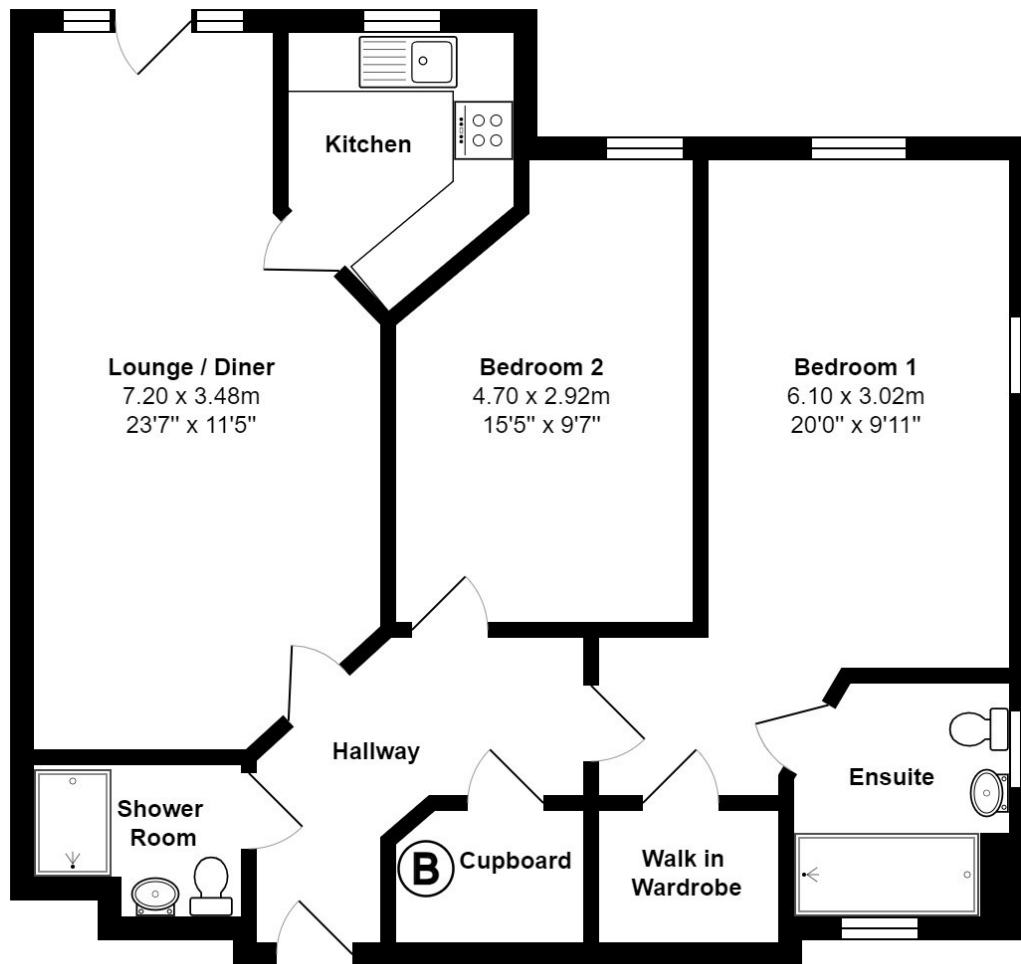 Kitchen
Lounge / Diner
7.20 x 3.48m
23'7" x 11'5"
Bedroom 2
4.70 x 2.92m
15'5" x 9'7"
Bedroom 1
6.10 x 3.02m
20'0" x 9'11"
Hallway
Ensuite
Shower
Room
B
Cupboard
Walk in
Wardrobe